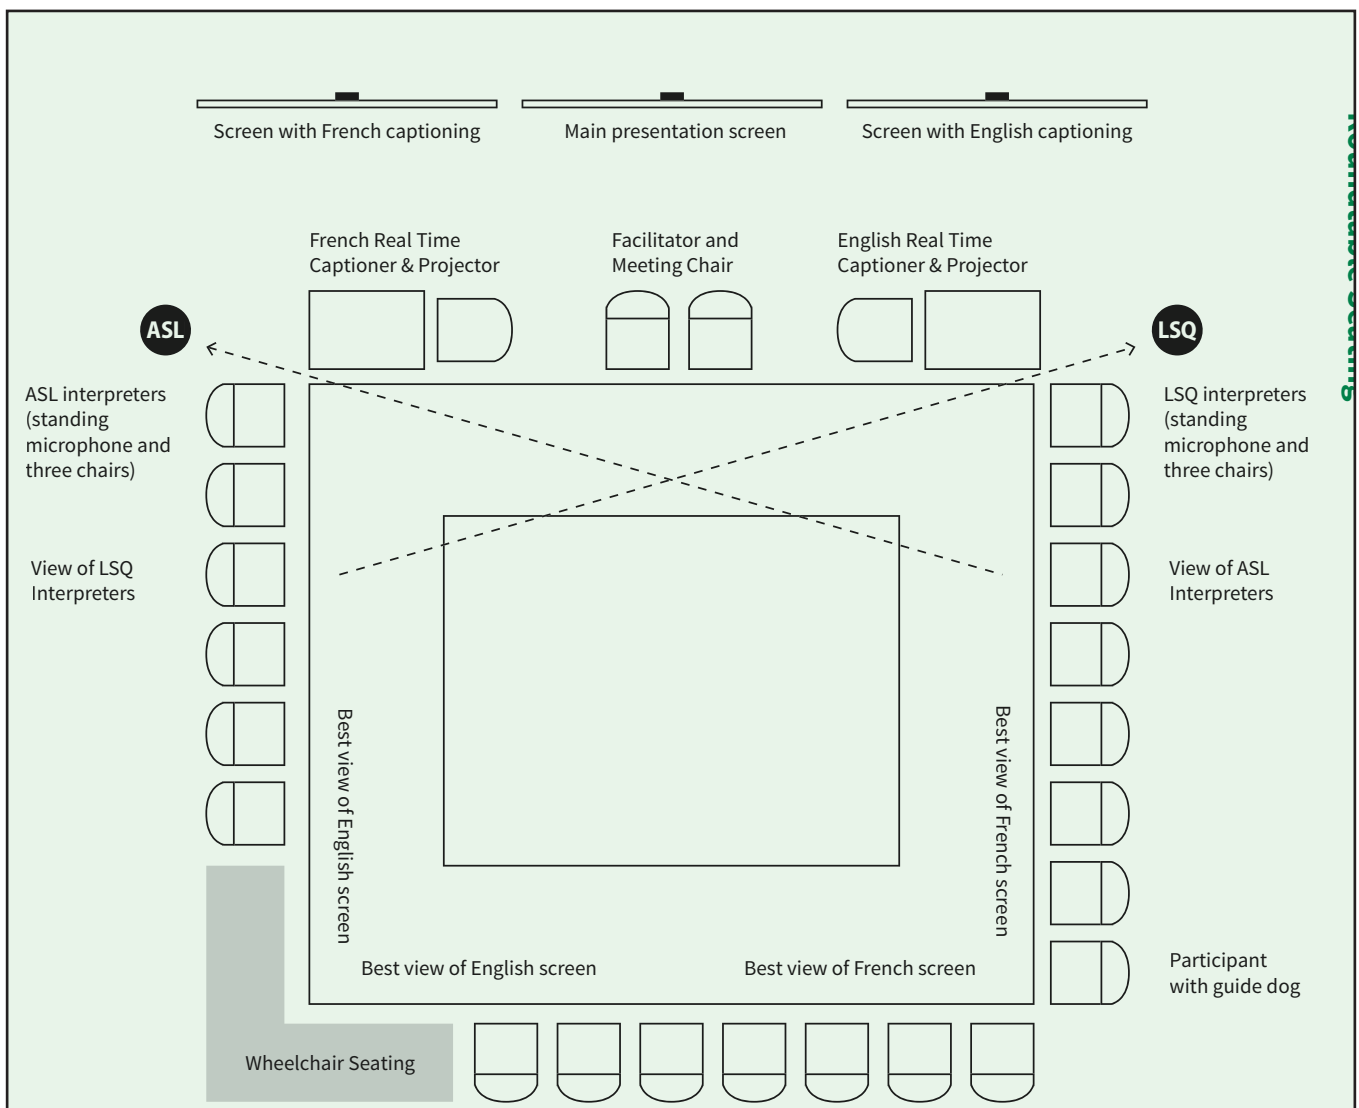 Screen with French captioning
Main presentation screen
Screen with English captioning
Roundtable Seating
French Real Time
Captioner & Projector
Facilitator and
Meeting Chair
English Real Time
Captioner & Projector
ASL
LSQ
ASL interpreters
(standing
microphone and
three chairs)
LSQ interpreters
(standing
microphone and
three chairs)
View of LSQ
Interpreters
View of ASL
Interpreters
Best view of English screen
Best view of French screen
Best view of English screen
Best view of French screen
Participant
with guide dog
Wheelchair Seating